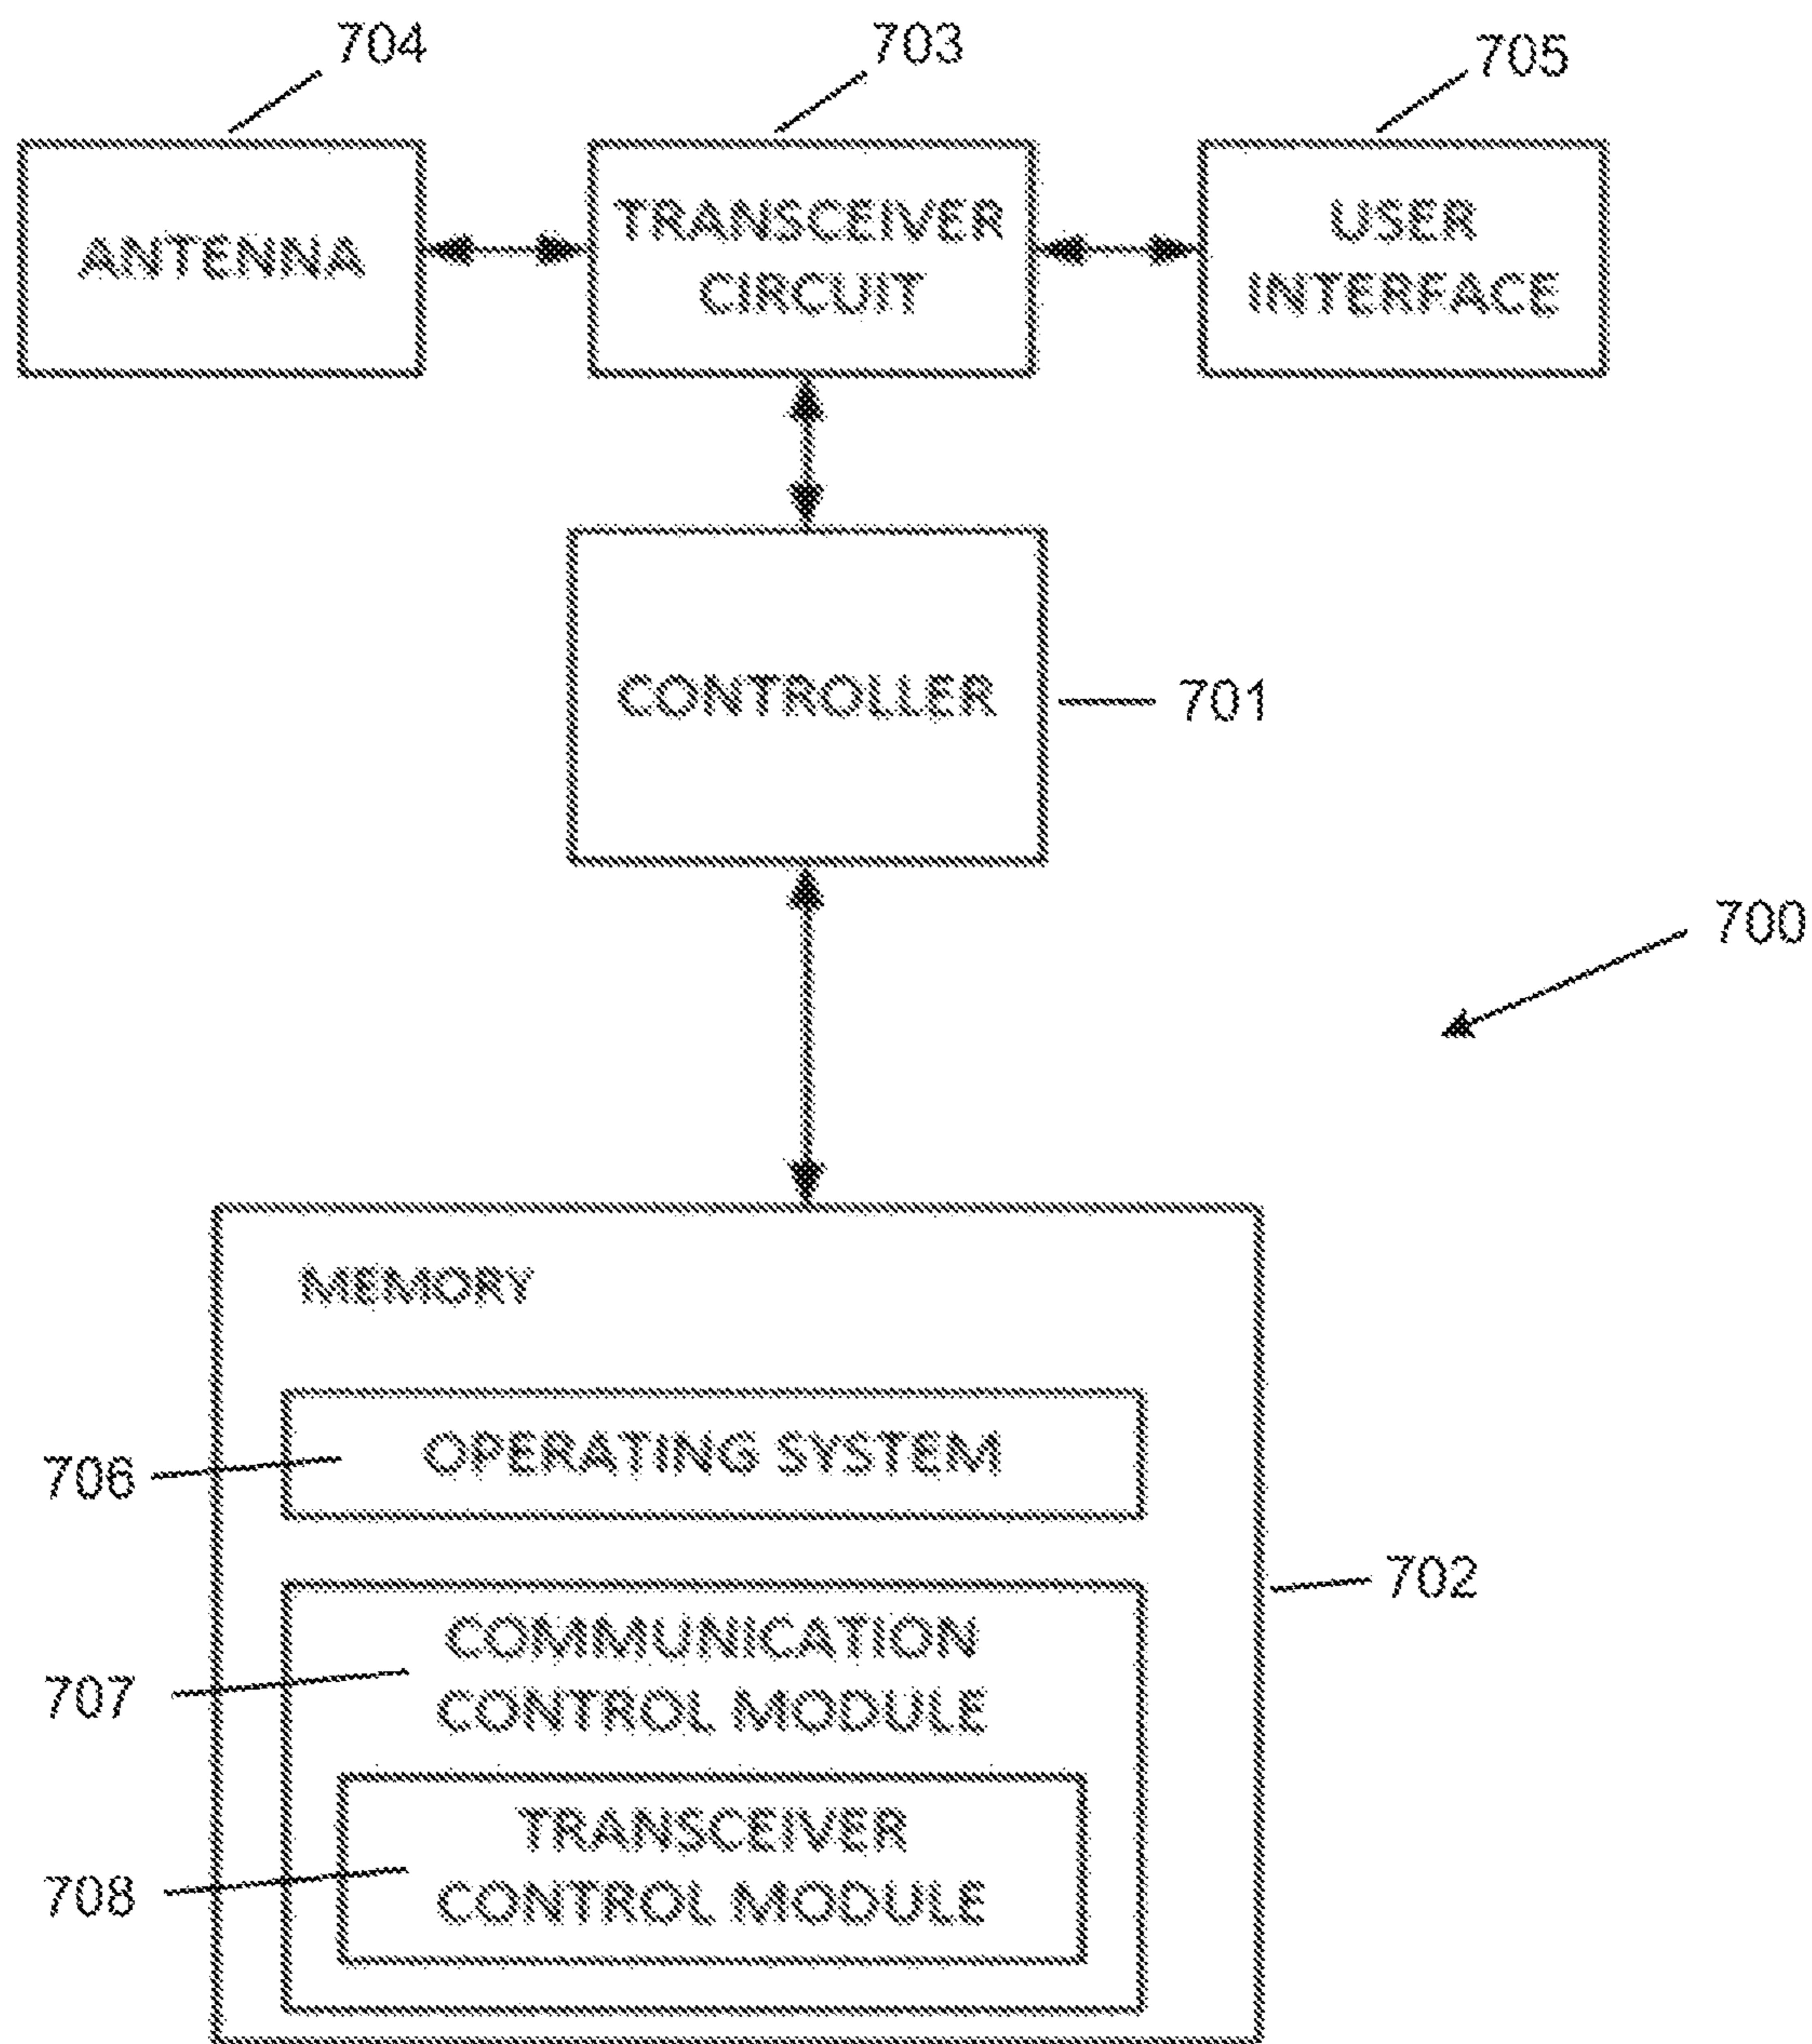 704
703
705
ANTENNA
TRANSCEIVER
CIRCUIT
USER
INTERFACE
CONTROLLER
701
700
MEMORY
OPERATING SYSTEM
706
702
COMMUNICATION
CONTROL MODULE
707
TRANSCEIVER
CONTROL MODULE
708